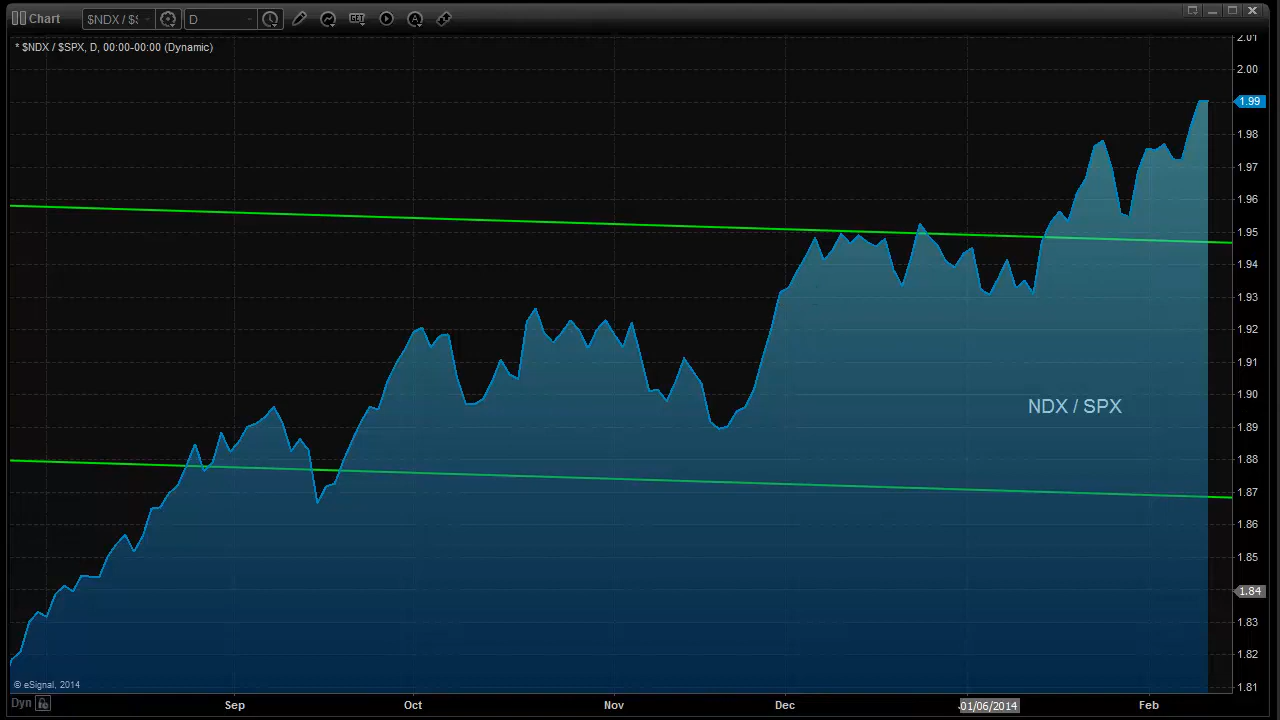 Chart
$NDX / $S
D
GET
A
* $NDX / $SPX, D, 00:00-00:00 (Dynamic)
2.01
2.00
1.99
1.98
1.97
1.96
1.95
1.94
1.93
1.92
1.91
1.90
1.89
1.88
1.87
1.86
1.85
1.84
1.83
1.82
1.81
NDX / SPX
© eSignal, 2014
Dyn
Sep
Oct
Nov
Dec
01/06/2014
Feb